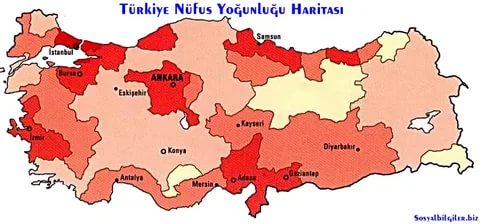 Türkiye Nüfus Yoğunluğu Haritası
İstanbul
Samsun
Bursa
ANKARA
Eskişehir
İzmir
Kayseri
Konya
Diyarbakır
Antalya
Mersin
Adana
Gaziantep
Sosyalbilgiler.biz